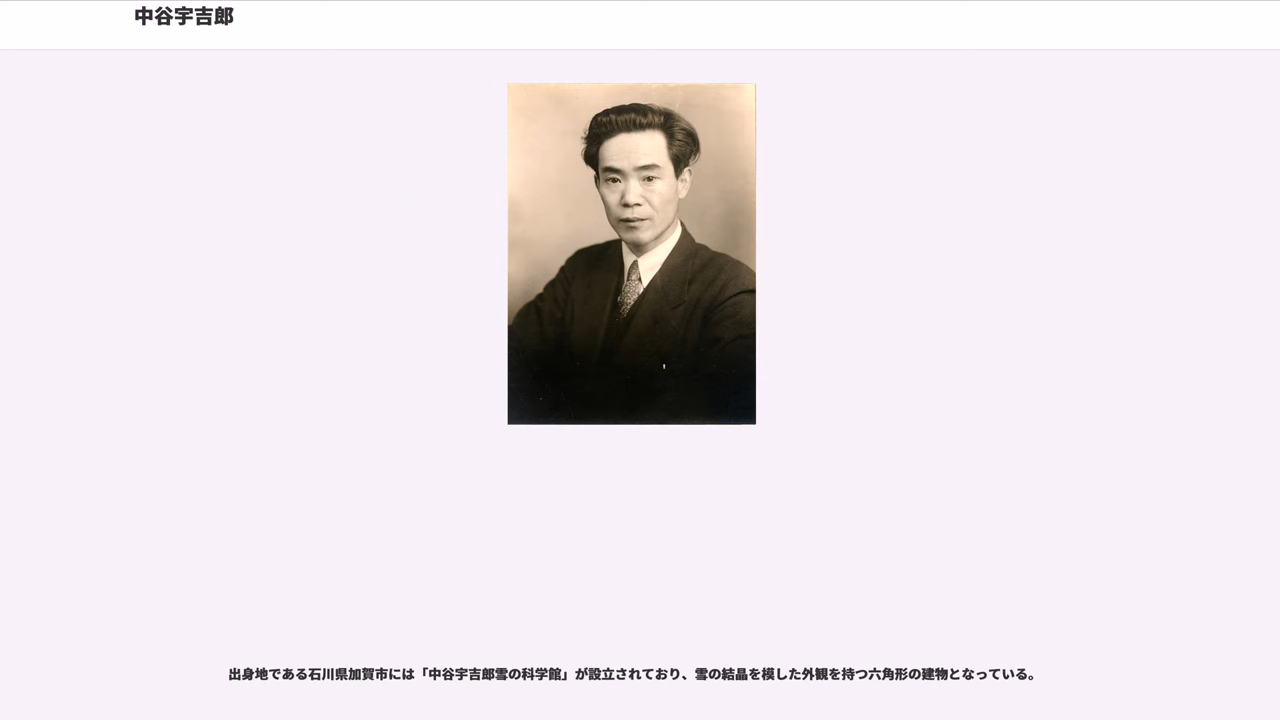 中谷宇吉郎
出身地である石川県加賀市には「中谷宇吉郎雪の科学館」が設立されており、雪の結晶を模した外観を持つ六角形の建物となっている。